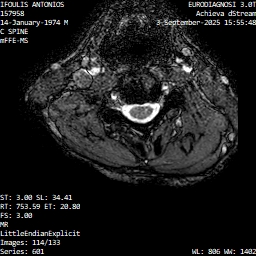 IFOULIS ANTONIOS
157958
14-January-1974 M
C SPINE
mFFE-MS
EURODIAGNOSI 3.0T
Achieva dStream
3-September-2025 15:55:48
ST: 3.00 SL: 34.41
RT: 753.59 ET: 20.80
FS: 3.00
MR
LittleEndianExplicit
Images: 114/133
Series: 601
WL: 806 WW: 1402